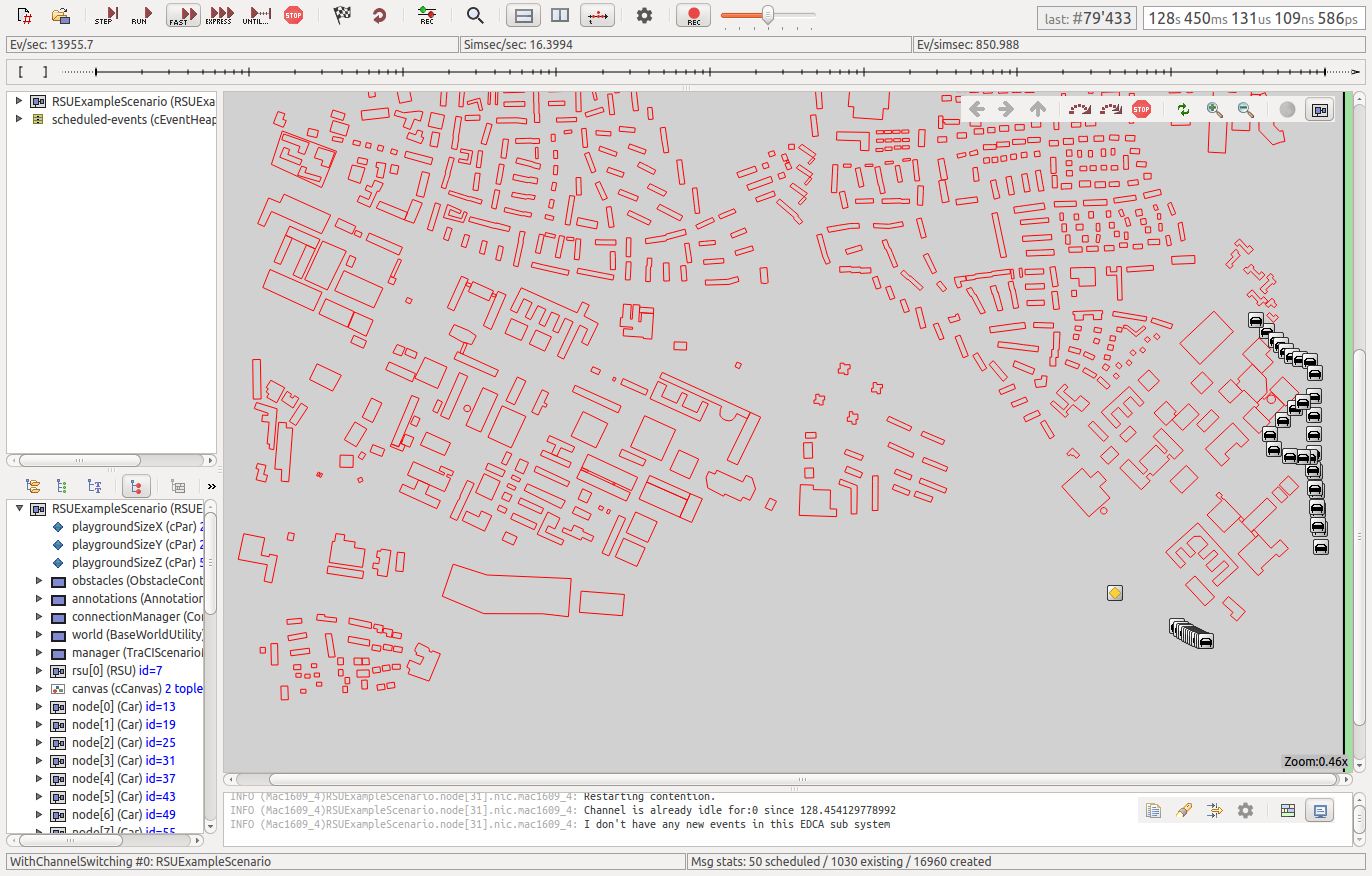 STEP
RUN
FAST
EXPRESS
UNTIL...
STOP
REC
REC
last: #79'433
128s 450ms 131us 109ns 586ps
Ev/sec: 13955.7
Simsec/sec: 16.3994
Ev/simsec: 850.988
[ ]
RSUExampleScenario (RSUExa
scheduled-events (cEventHeap
STOP
»
RSUExampleScenario (RSUE
playgroundSizeX (cPar) 2
playgroundSizeY (cPar) 2
playgroundSizeZ (cPar) 5
obstacles (ObstacleCont
annotations (Annotation
connectionManager (Co
world (BaseWorldUtility)
manager (TraCIScenarioM
rsu[0] (RSU) id=7
canvas (cCanvas) 2 tople
node[0] (Car) id=13
node[1] (Car) id=19
node[2] (Car) id=25
node[3] (Car) id=31
node[4] (Car) id=37
node[5] (Car) id=43
node[6] (Car) id=49
node[7] (Car) id=55
Zoom:0.46x
INFO (Mac1609_4)RSUExampleScenario.node[31].nic.mac1609_4: Restarting contention.
INFO (Mac1609_4)RSUExampleScenario.node[31].nic.mac1609_4: Channel is already idle for:0 since 128.454129778992
INFO (Mac1609_4)RSUExampleScenario.node[31].nic.mac1609_4: I don't have any new events in this EDCA sub system
WithChannelSwitching #0: RSUExampleScenario
Msg stats: 50 scheduled / 1030 existing / 16960 created